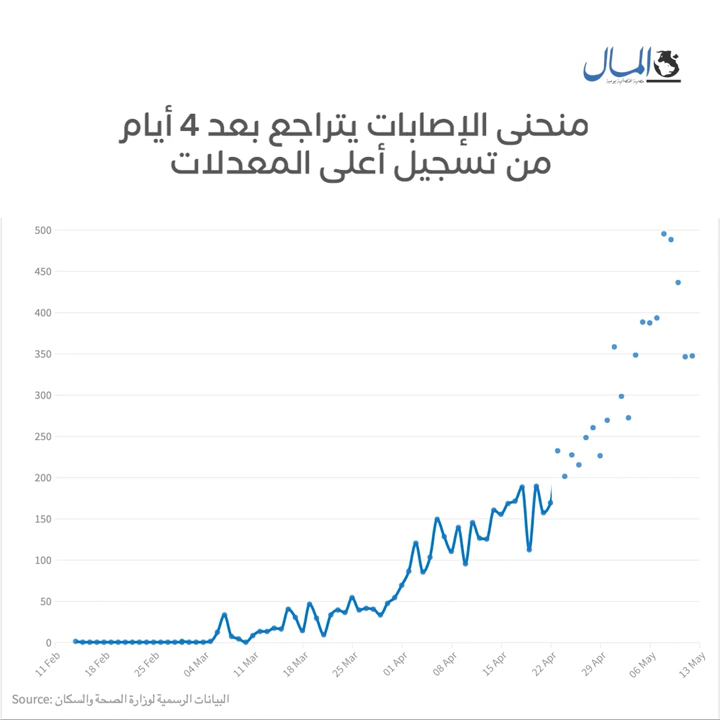 المال
منحنى الإصابات يتراجع بعد 4 أيام
من تسجيل أعلى المعدلات
500
450
400
350
300
250
200
150
100
50
0
11 Feb
18 Feb
25 Feb
04 Mar
11 Mar
18 Mar
25 Mar
01 Apr
08 Apr
15 Apr
22 Apr
29 Apr
06 May
13 May
Source: البيانات الرسمية لوزارة الصحة والسكان